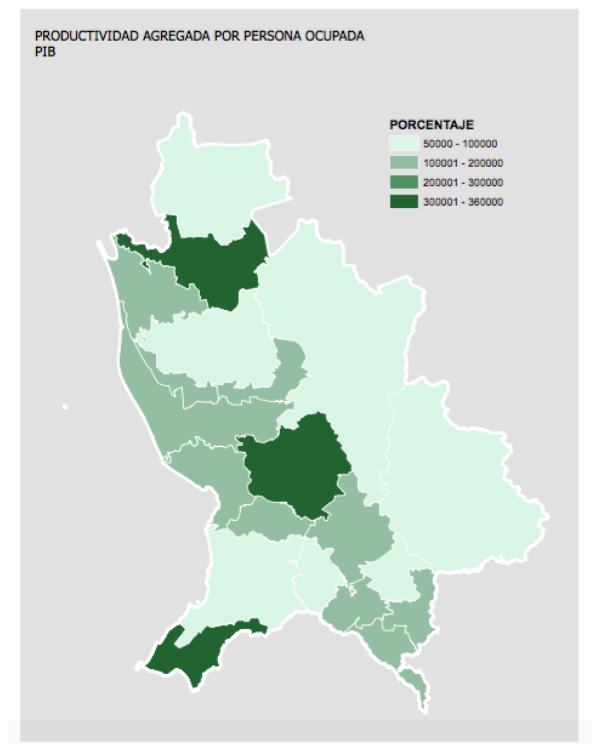 PRODUCTIVIDAD AGREGADA POR PERSONA OCUPADA
PIB
PORCENTAJE
50000 - 100000
100001 - 200000
200001 - 300000
300001 - 360000